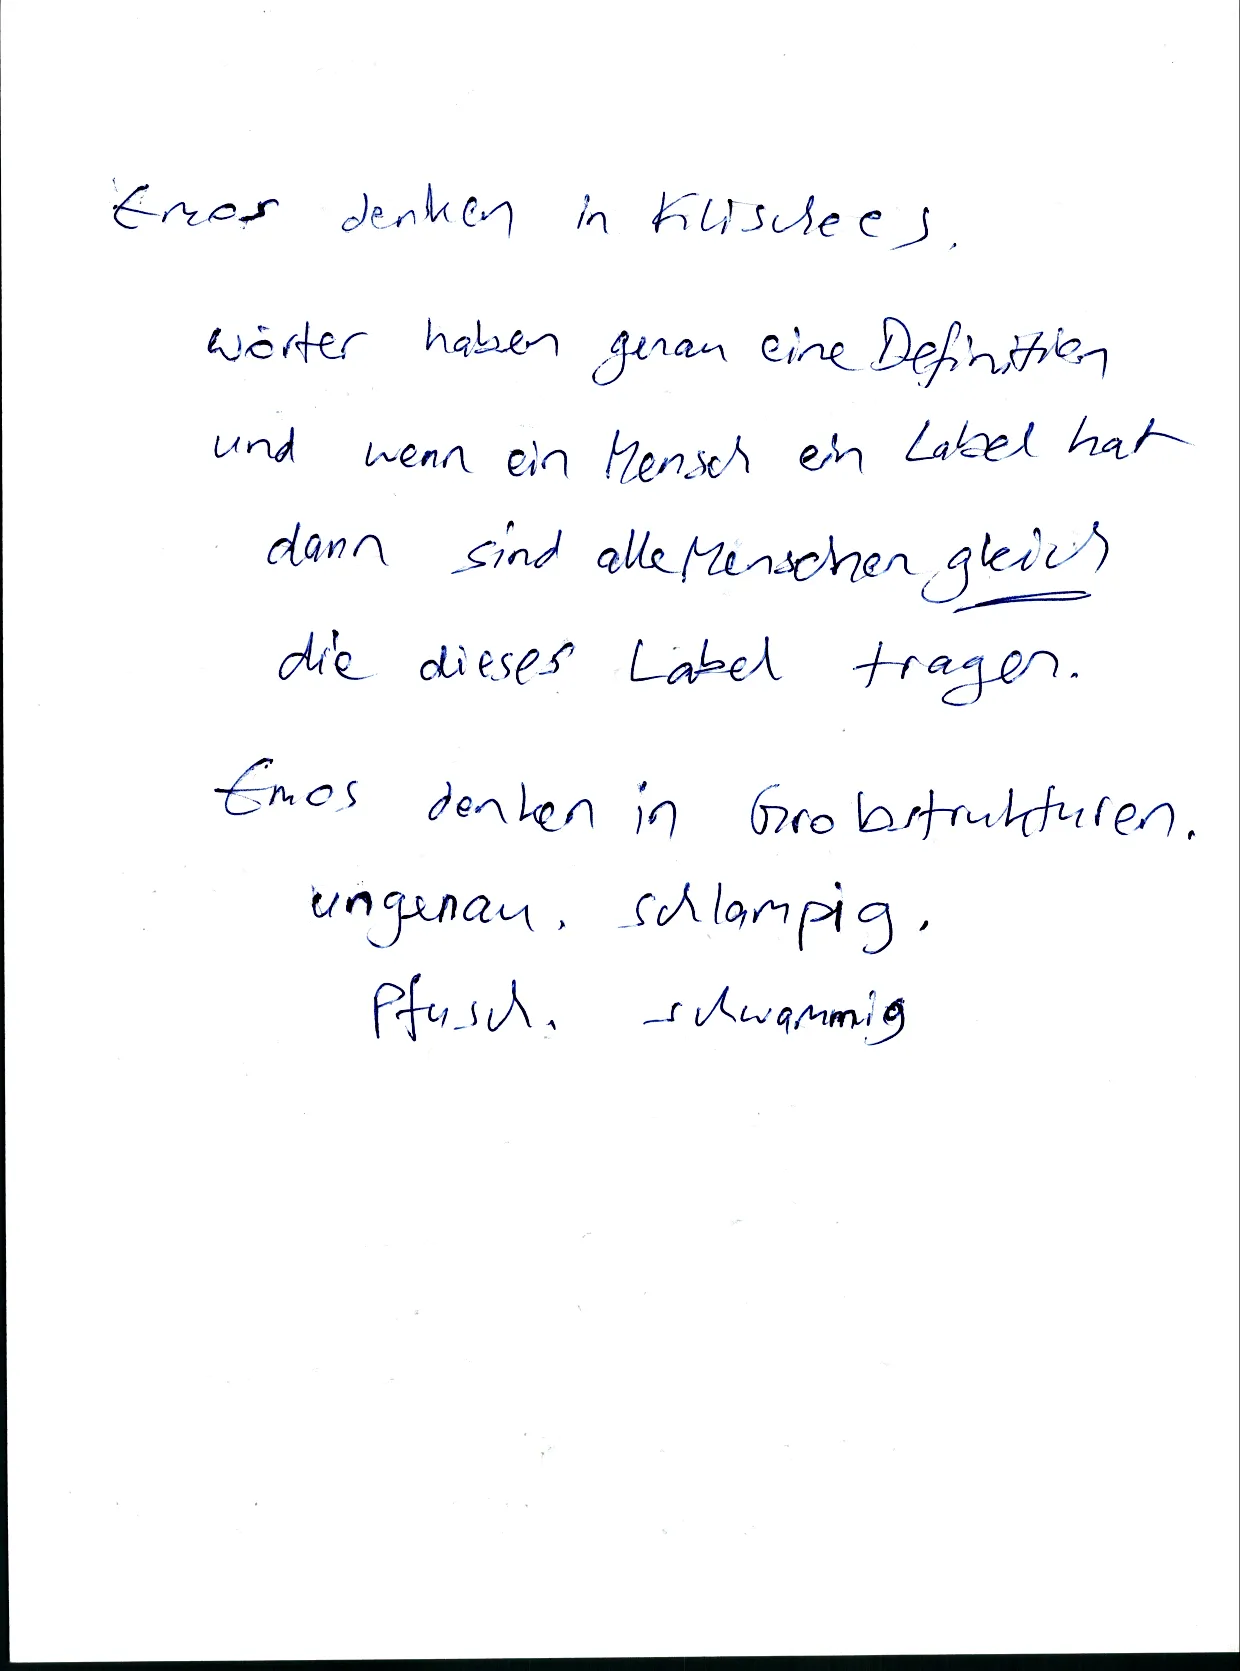 Emos denken in Klischees.
wörter haben genau eine Definition
und wenn ein Mensch ein Label hat
dann sind alle Menschen gleich
die dieses Label tragen.
Emos denken in Grobstrukturen.
ungenau. schlampig.
Pfusch. schwammig